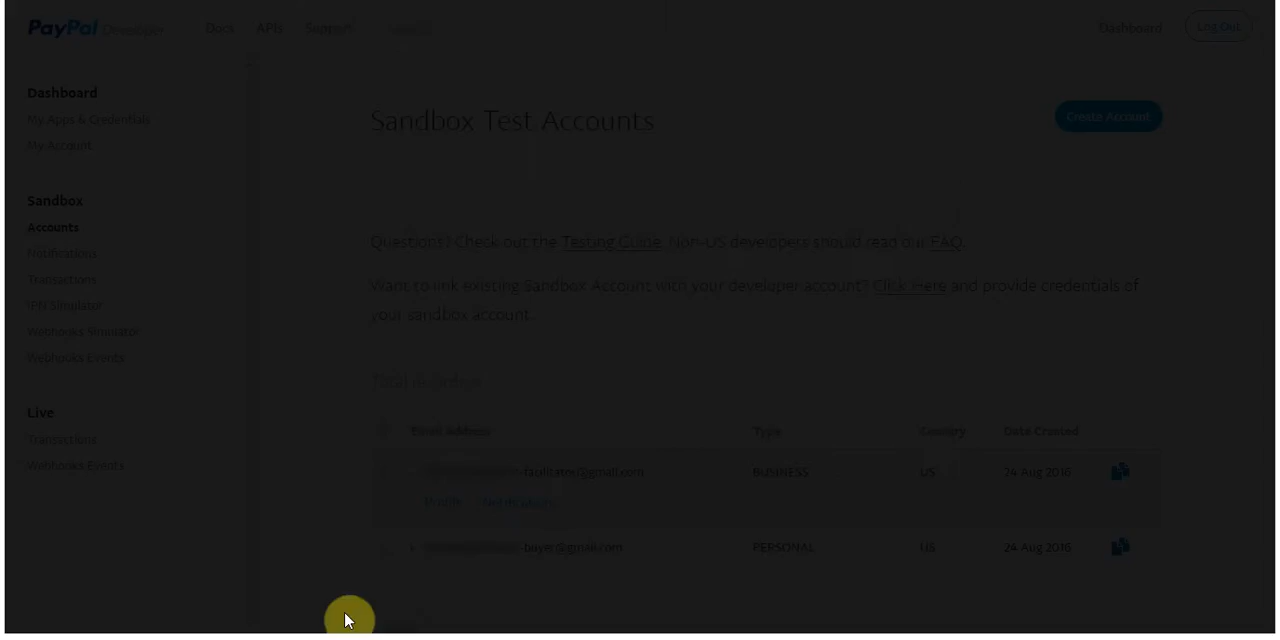 PayPal Developer
Docs APIs Support
Dashboard Log Out
Dashboard
My Apps & Credentials
My Account
Sandbox
Accounts
Notifications
Transactions
IPN Simulator
Webhooks Simulator
Webhooks Events
Live
Transactions
Webhooks Events
Sandbox Test Accounts
Create Account
Questions? Check out the Testing Guide. Non-US developers should read our FAQ.
Want to link existing Sandbox Account with your developer account? Click Here and provide credentials of
your sandbox account.
Total
Email Address Type Country Date Created
-facilitator@gmail.com BUSINESS US 24 Aug 2016
Profile Notifications
-buyer@gmail.com PERSONAL US 24 Aug 2016